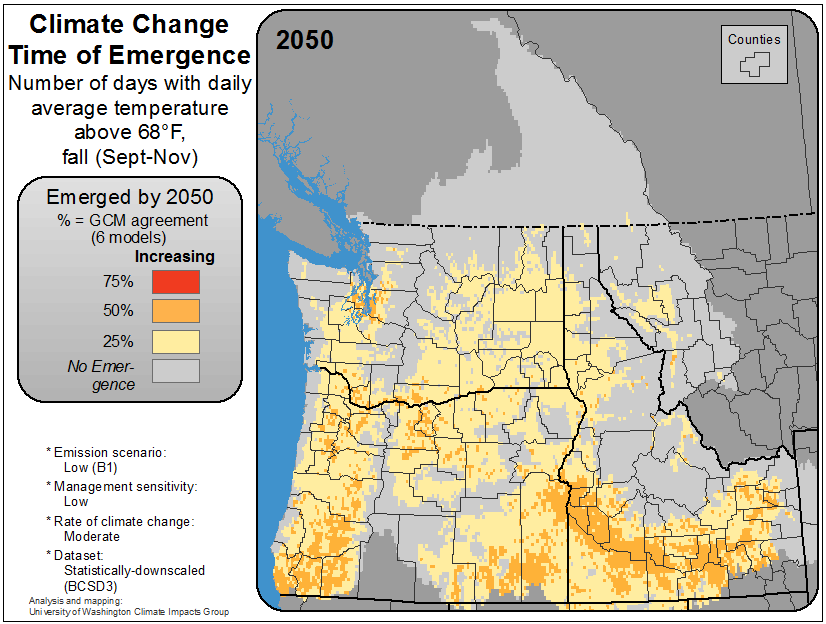 Climate Change
Time of Emergence
Number of days with daily
average temperature
above 68°F,
fall (Sept-Nov)
Emerged by 2050
% = GCM agreement
(6 models)
Increasing
75%
50%
25%
No Emer-
gence
* Emission scenario:
Low (B1)
* Management sensitivity:
Low
* Rate of climate change:
Moderate
* Dataset:
Statistically-downscaled
(BCSD3)
Analysis and mapping:
University of Washington Climate Impacts Group
2050
Counties